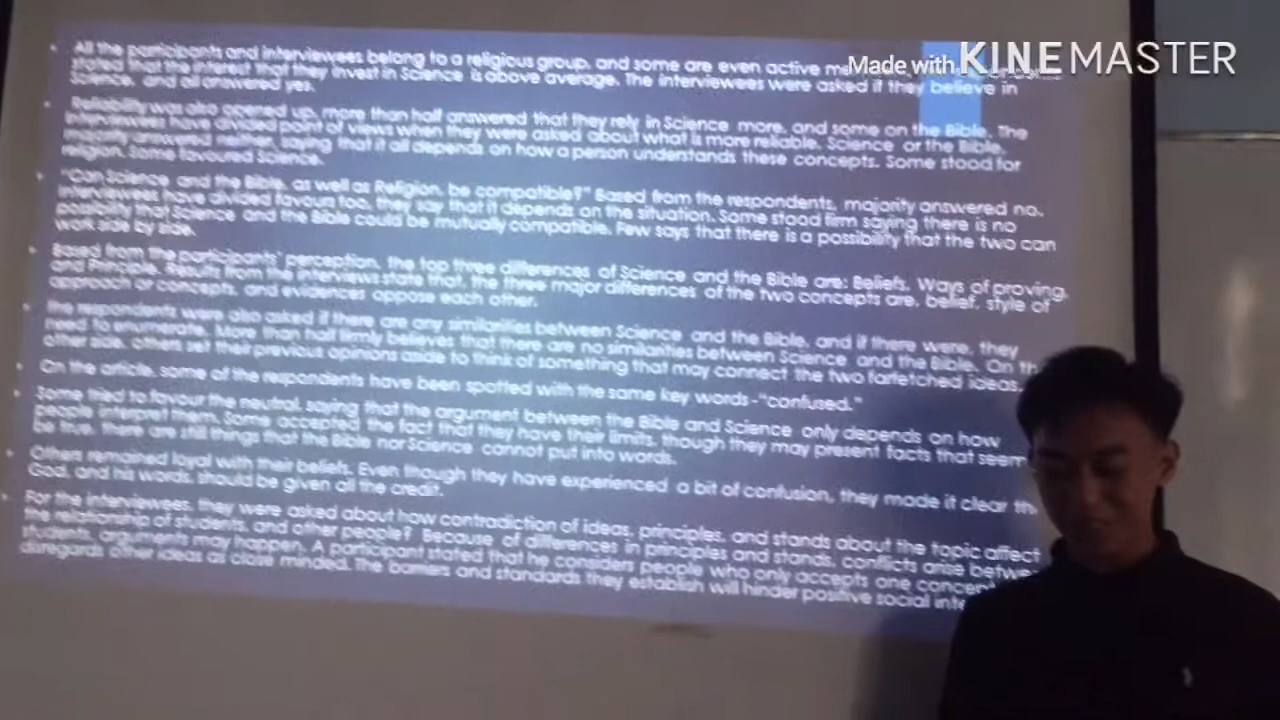 Made with KINEMASTER
All the participants and interviewees belong to a religious group, and some are even active
stated that the interest that they invest in Science is above average. The interviewees were asked if they believe in
Science, and all answered yes.
Reliability was also opened up, more than half answered that they rely in Science more, and some on the Bible. The
interviewees have divided point of views when they were asked about what is more reliable, Science or the Bible,
majority answered neither, saying that it all depends on how a person understands these concepts. Some stood for
religion. Some favoured Science.
"Can Science and the Bible, as well as Religion, be compatible?" Based from the respondents, majority answered no.
Interviewees have divided favours too, they say that it depends on the situation. Some stood firm saying there is no
possibility that Science and the Bible could be mutually compatible. Few says that there is a possibility that the two can
work side by side.
Based from the participants' perception, the top three differences of Science and the Bible are: Beliefs, Ways of proving,
and Principle. Results from the interviews state that, the three major differences of the two concepts are, belief, style of
approach or concepts, and evidences oppose each other.
The respondents were also asked if there are any similarities between Science and the Bible, and if there were, they
need to enumerate. More than half firmly believes that there are no similarities between Science and the Bible. On th
other side, others set their previous opinions aside to think of something that may connect the two farfetched ideas.
On the article, some of the respondents have been spotted with the same key words -"confused."
Some tried to favour the neutral, saying that the argument between the Bible and Science only depends on how
people interpret them. Some accepted the fact that they have their limits, though they may present facts that seem
be true, there are still things that the Bible nor Science cannot put into words.
Others remained loyal with their beliefs. Even though they have experienced a bit of confusion, they made it clear th
God, and his words, should be given all the credit.
For the interviewees, they were asked about how contradiction of ideas, principles, and stands about the topic affect
the relationship of students, and other people? Because of differences in principles and stands, conflicts arise betwe
students, arguments may happen. A participant stated that he considers people who only accepts one concep
disregards other ideas as close minded. The barriers and standards they establish will hinder positive social inte